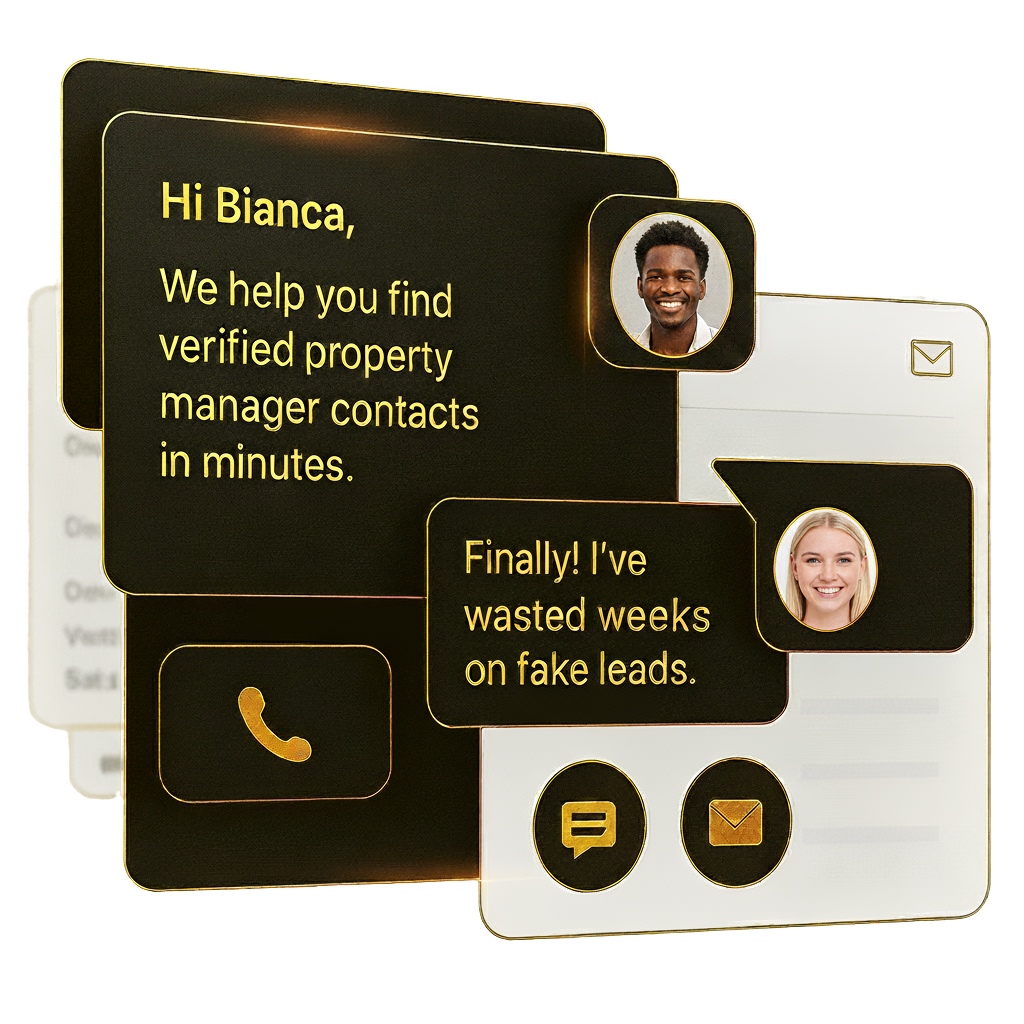 Hi Bianca,
We help you find
verified property
manager contacts
in minutes.
Finally! I've
wasted weeks
on fake leads.